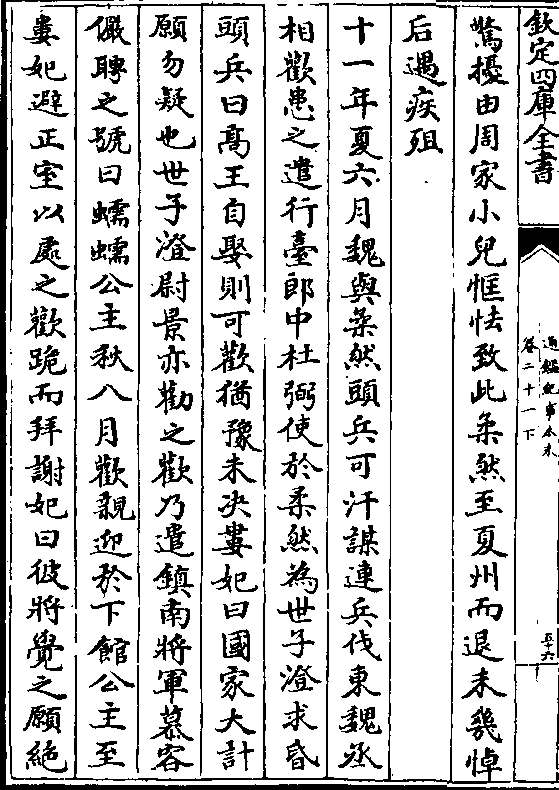 欽定四庫全書
通鑑紀事本末
卷二十一下
五十六
驚擾由周家小兒恇怯致此柔然至夏州而退未幾悼
后遇疾殂
十一年夏六月魏與柔然頭兵可汗謀連兵伐東魏丞
相歡患之遣行臺郎中杜弼使於柔然為世子澄求昏
頭兵曰髙王自娶則可歡猶豫未决婁妃曰國家大計
願勿疑也世子澄尉景亦勸之歡乃遣鎮南將軍慕容
儼聘之號曰蠕蠕公主秋八月歡親迎於下館公主至
婁妃避正室以處之歡跪而拜謝妃曰彼將覺之願絶